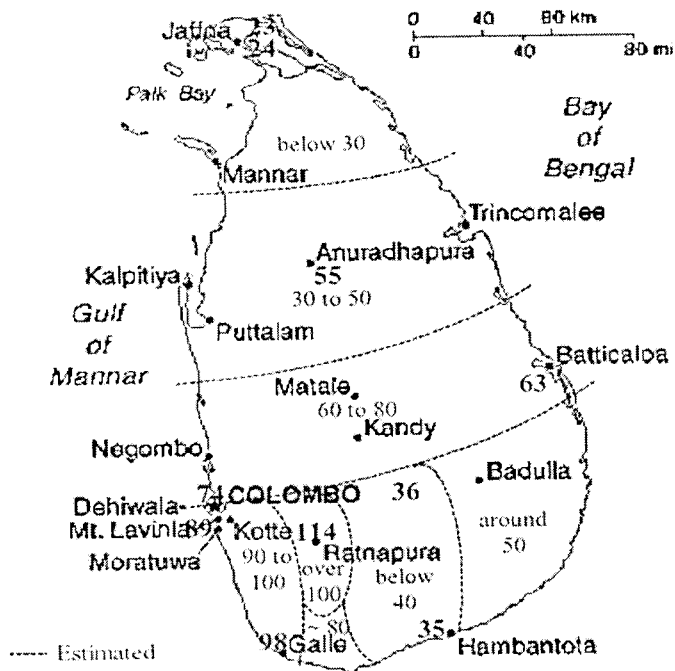 0 40 80 km
0 40 80 mi
Jaffna 23
24
Palk Bay
Bay
of
Bengal
below 30
Mannar
Trincomalee
Anuradhapura
55
30 to 50
Kalpitiya
Gulf
of
Mannar
Puttalam
Batticaloa
63
Matale
60 to 80
Kandy
Negombo
Badulla
74 COLOMBO 36
Dehiwala-
Mt. Lavinia 89 Kotte 114
Moratuwa
around
50
90 to
100
Ratnapura
over
100
below
40
~ 80
98 Galle
35
Hambantota
---- Estimated